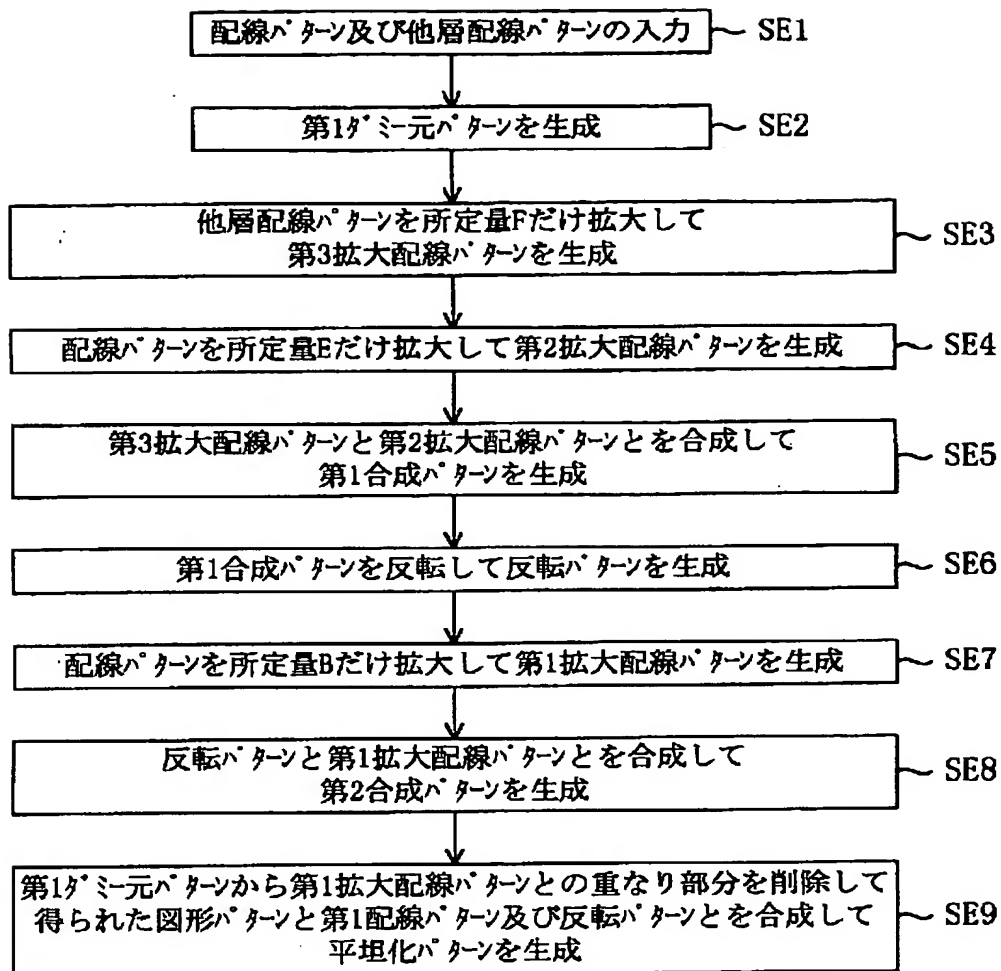 配線パターン及び他層配線パターンの入力 ～ SE1
第1ダミー元パターンを生成 ～ SE2
他層配線パターンを所定量Fだけ拡大して
第3拡大配線パターンを生成 ～ SE3
配線パターンを所定量Eだけ拡大して第2拡大配線パターンを生成 ～ SE4
第3拡大配線パターンと第2拡大配線パターンとを合成して
第1合成パターンを生成 ～ SE5
第1合成パターンを反転して反転パターンを生成 ～ SE6
配線パターンを所定量Bだけ拡大して第1拡大配線パターンを生成 ～ SE7
反転パターンと第1拡大配線パターンとを合成して
第2合成パターンを生成 ～ SE8
第1ダミー元パターンから第1拡大配線パターンとの重なり部分を削除して
得られた図形パターンと第1配線パターン及び反転パターンとを合成して ～ SE9
平坦化パターンを生成